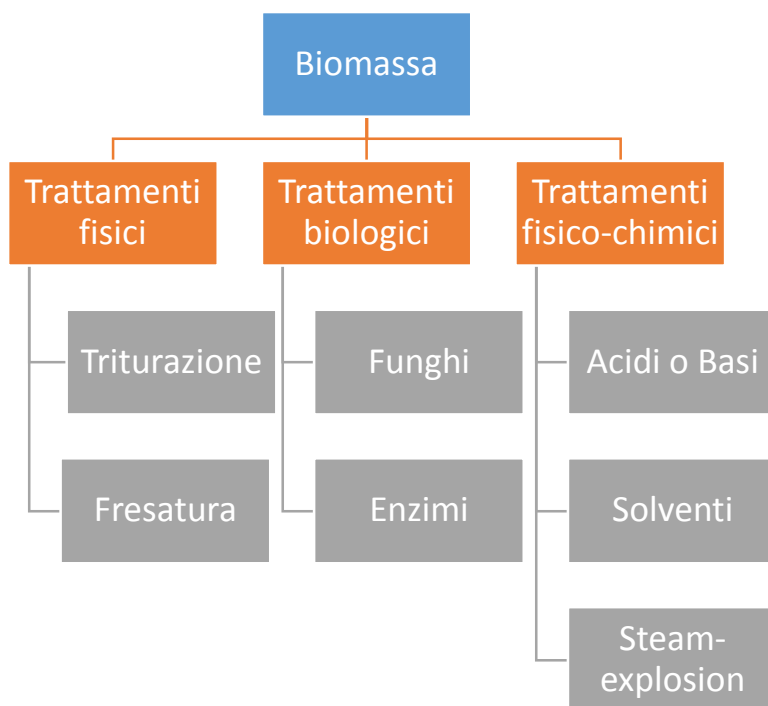 Biomassa
Trattamenti
fisici
Trattamenti
biologici
Trattamenti
fisico-chimici
Triturazione
Funghi
Acidi o Basi
Fresatura
Enzimi
Solventi
Steam-
explosion